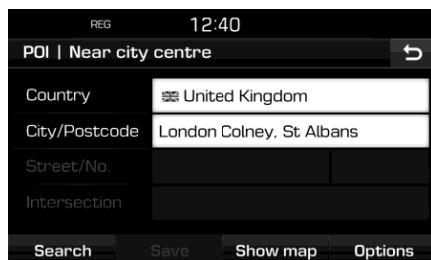 REG 12:40
POI | Near city centre
Country United Kingdom
City/Postcode London Colney, St Albans
Street/No.
Intersection
Search Save Show map Options